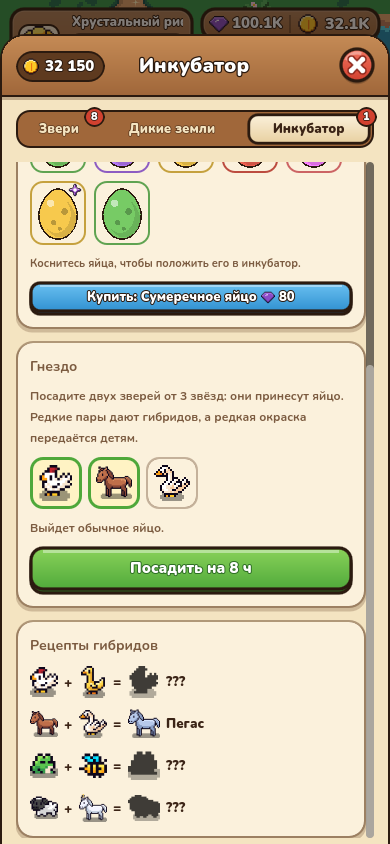 Хрустальный
100.1K
32.1K
32 150
Инкубатор
Звери
8
Дикие земли
Инкубатор
1
Коснитесь яйца, чтобы положить его в инкубатор.
Купить: Сумеречное яйцо 80
Гнездо
Посадите двух зверей от 3 звёзд: они принесут яйцо.
Редкие пары дают гибридов, а редкая окраска
передаётся детям.
Выйдет обычное яйцо.
Посадить на 8 ч
Рецепты гибридов
+ = ???
+ = Пегас
+ = ???
+ = ???